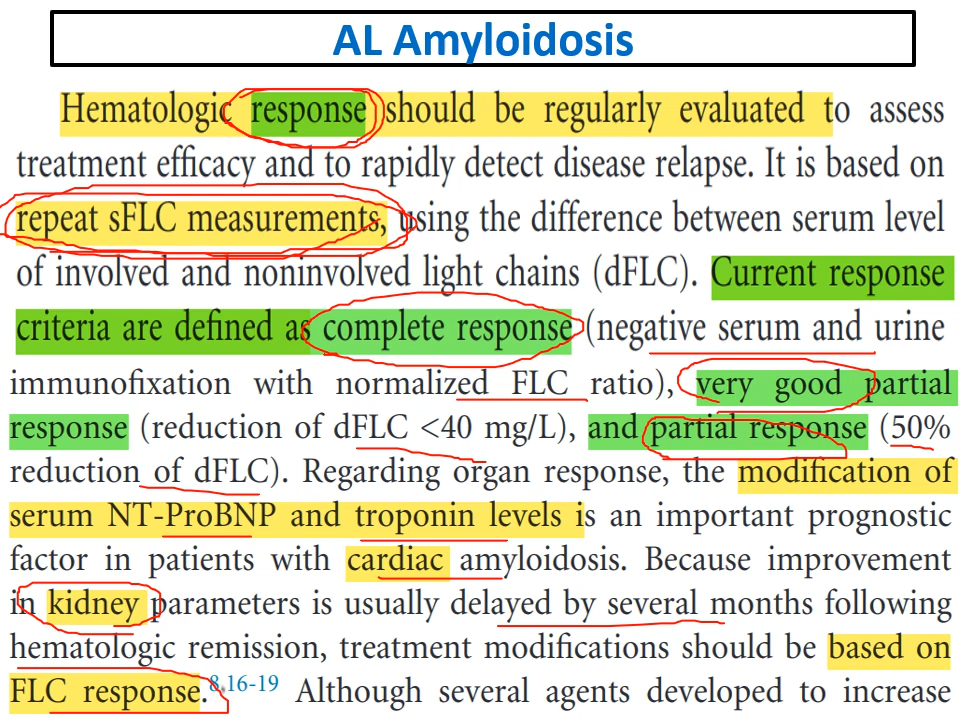 AL Amyloidosis
Hematologic response should be regularly evaluated to assess
treatment efficacy and to rapidly detect disease relapse. It is based on
repeat sFLC measurements, using the difference between serum level
of involved and noninvolved light chains (dFLC). Current response
criteria are defined as complete response (negative serum and urine
immunofixation with normalized FLC ratio), very good partial
response (reduction of dFLC <40 mg/L), and partial response (50%
reduction of dFLC). Regarding organ response, the modification of
serum NT-ProBNP and troponin levels is an important prognostic
factor in patients with cardiac amyloidosis. Because improvement
in kidney parameters is usually delayed by several months following
hematologic remission, treatment modifications should be based on
FLC response.8,16-19 Although several agents developed to increase